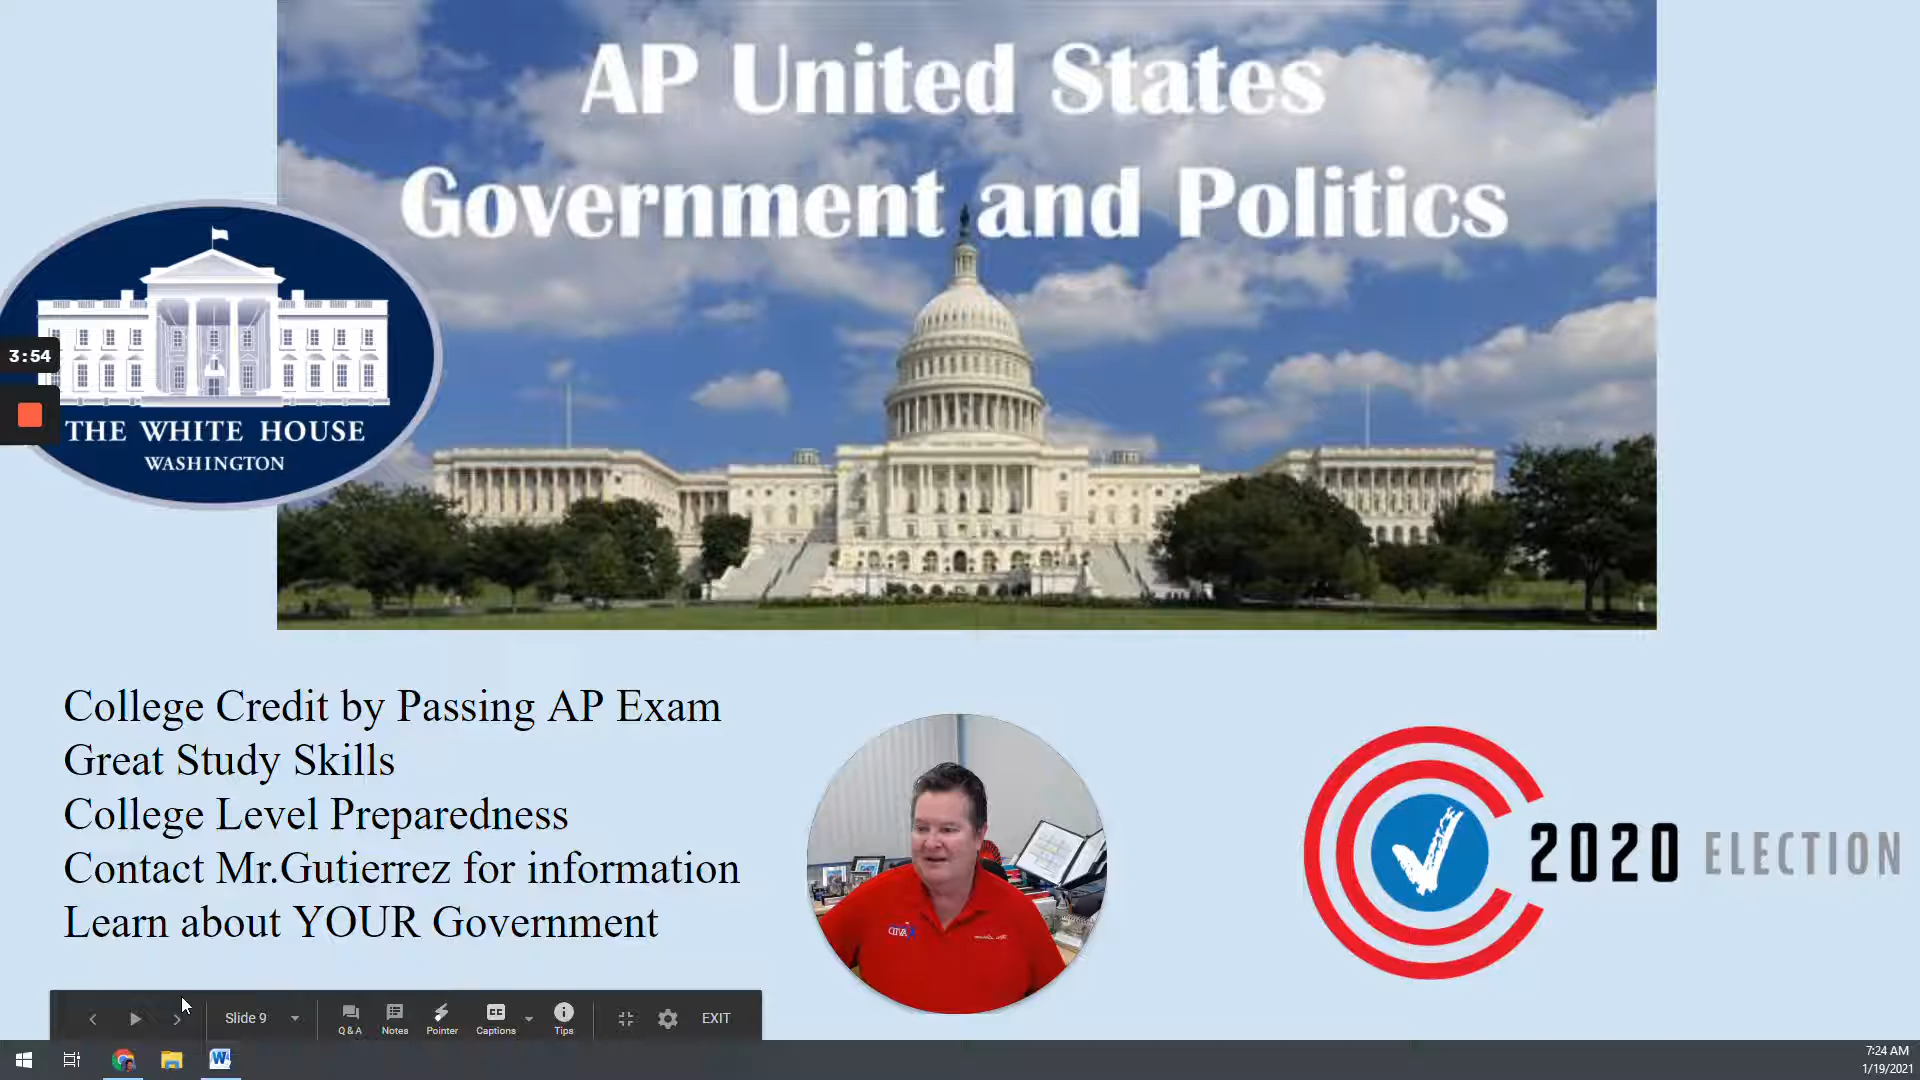 AP United States
Government and Politics
3:54
THE WHITE HOUSE
WASHINGTON
College Credit by Passing AP Exam
Great Study Skills
College Level Preparedness
Contact Mr.Gutierrez for information
Learn about YOUR Government
2020 ELECTION
Slide 9
Q & A
Notes
Pointer
Captions
Tips
EXIT
7:24 AM
1/19/2021